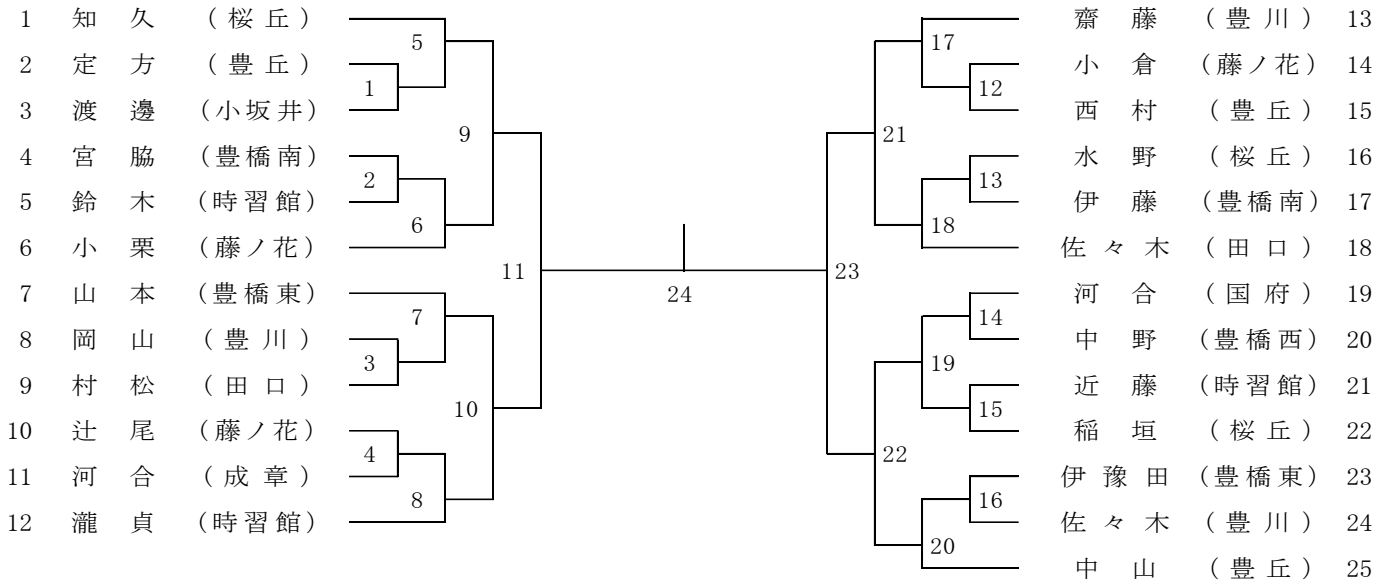 1 知久 (桜丘)
2 定方 (豊丘)
3 渡邊 (小坂井)
4 宮脇 (豊橋南)
5 鈴木 (時習館)
6 小栗 (藤ノ花)
7 山本 (豊橋東)
8 岡山 (豊川)
9 村松 (田口)
10 辻尾 (藤ノ花)
11 河合 (成章)
12 瀧貞 (時習館)
5
1
9
2
6
11
7
3
10
4
8
24
17
12
21
13
18
23
14
19
15
22
16
20
齋藤 (豊川) 13
小倉 (藤ノ花) 14
西村 (豊丘) 15
水野 (桜丘) 16
伊藤 (豊橋南) 17
佐々木 (田口) 18
河合 (国府) 19
中野 (豊橋西) 20
近藤 (時習館) 21
稲垣 (桜丘) 22
伊豫田 (豊橋東) 23
佐々木 (豊川) 24
中山 (豊丘) 25